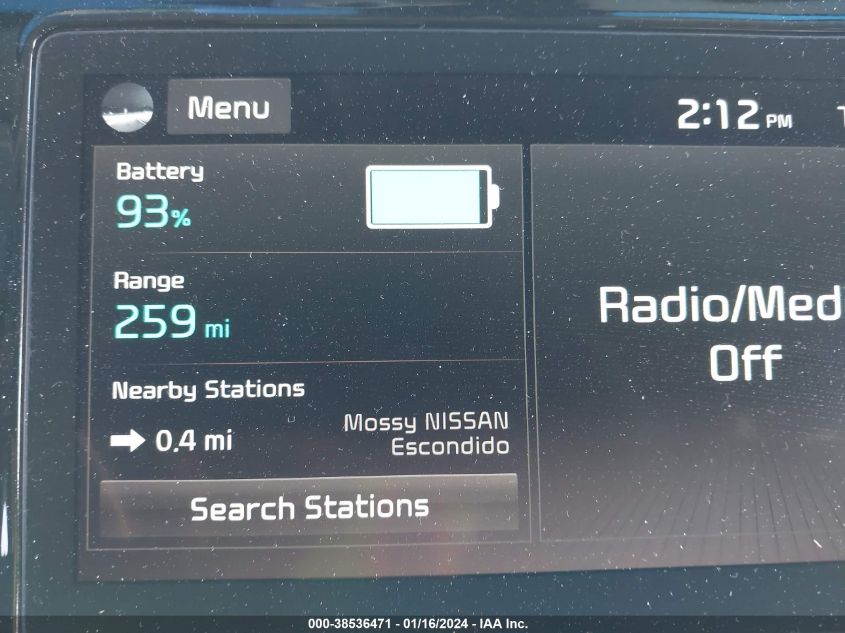 Menu
2:12 PM
Battery
93%
Range
259 mi
Nearby Stations
0.4 mi
Mossy NISSAN
Escondido
Search Stations
Radio/Med
Off
000-38536471 - 01/16/2024 - IAA Inc.